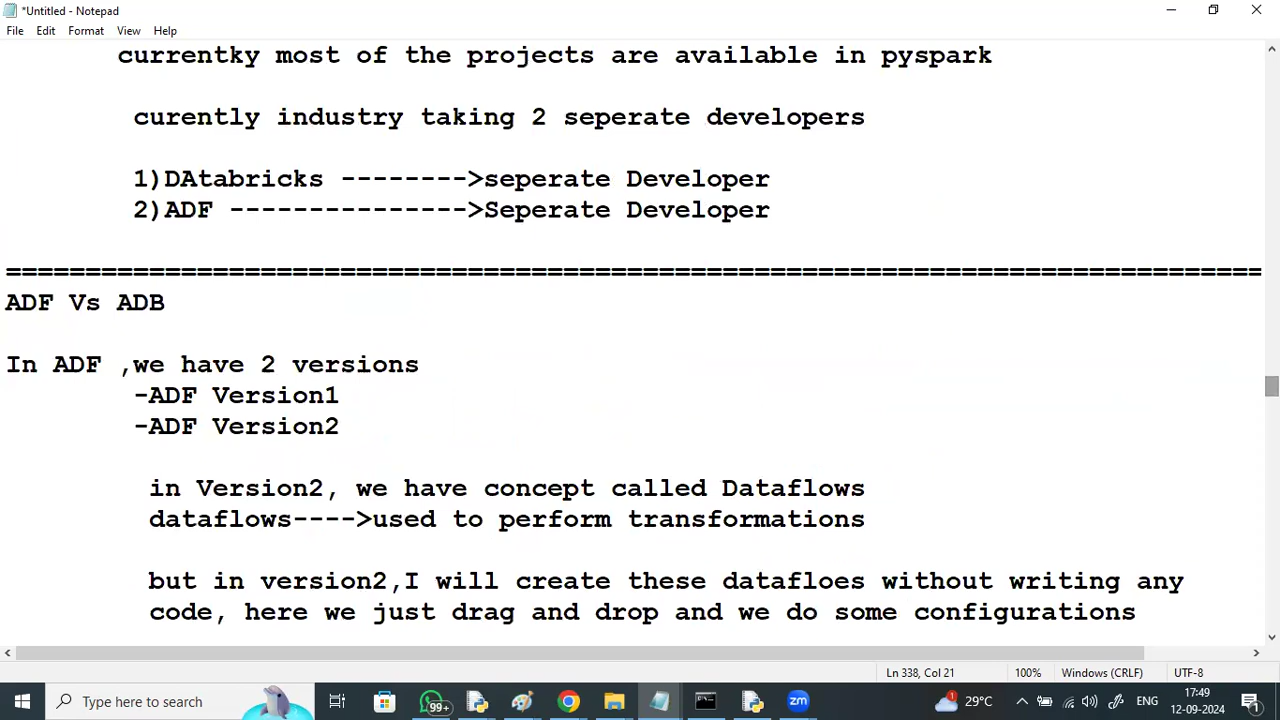 *Untitled - Notepad
File Edit Format View Help
currentky most of the projects are available in pyspark
curently industry taking 2 seperate developers
1)DAtabricks -------->seperate Developer
2)ADF --------------->Seperate Developer
===============================================================================
ADF Vs ADB
In ADF ,we have 2 versions
-ADF Version1
-ADF Version2
in Version2, we have concept called Dataflows
dataflows---->used to perform transformations
but in version2,I will create these datafloes without writing any
code, here we just drag and drop and we do some configurations
Ln 338, Col 21 100% Windows (CRLF) UTF-8
Type here to search 99+ zm 1 29°C ENG 17:49 12-09-2024 1